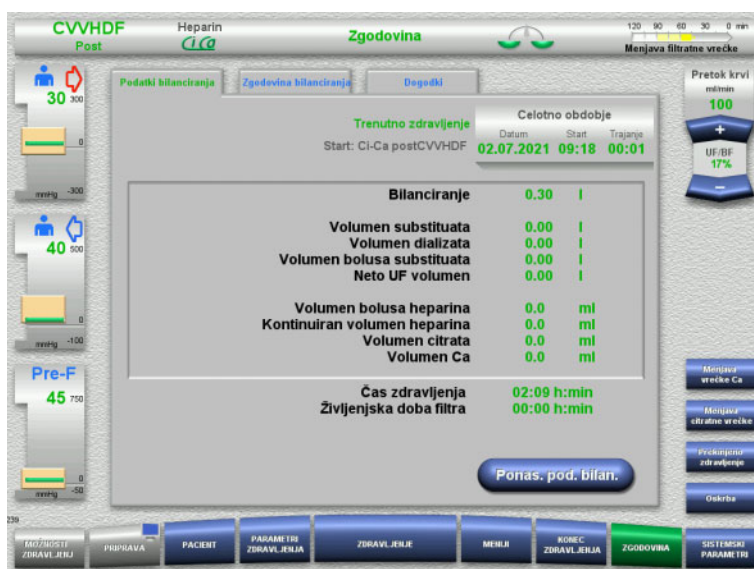 CVVHDF
Post
Heparin
Ci Ca
Zgodovina
120 90 60 30 0 min
Menjava filtratne vrečke
30 300
0
mmHg -300
40 500
0
mmHg -100
Pre-F
45 750
0
mmHg -50
Podatki bilanciranja
Zgodovina bilanciranja
Dogodki
Trenutno zdravljenje
Start: Ci-Ca postCVVHDF
Celotno obdobje
Datum Start Trajanje
02.07.2021 09:18 00:01
Bilanciranje 0.30 l
Volumen substituata 0.00 l
Volumen dializata 0.00 l
Volumen bolusa substituata 0.00 l
Neto UF volumen 0.00 l
Volumen bolusa heparina 0.0 ml
Kontinuiran volumen heparina 0.0 ml
Volumen citrata 0.0 ml
Volumen Ca 0.0 ml
Čas zdravljenja 02:09 h:min
Življenjska doba filtra 00:00 h:min
Ponas. pod. bilan.
Pretok krvi
ml/min
100
+
UF/BF
17%
−
Menjava
vrečke Ca
Menjava
citratne vrečke
Prekinjeno
zdravljenje
Oskrba
239
MOŽNOSTI
ZDRAVLJENJ
PRIPRAVA
PACIENT
PARAMETRI
ZDRAVLJENJA
ZDRAVLJENJE
MENIJI
KONEC
ZDRAVLJENJA
ZGODOVINA
SISTEMSKI
PARAMETRI